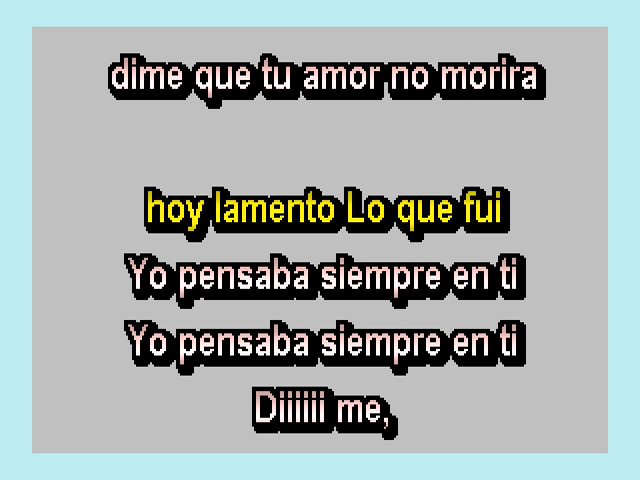 dime que tu amor no morira
hoy lamento Lo que fui
Yo pensaba siempre en ti
Yo pensaba siempre en ti
Diiiiii me,